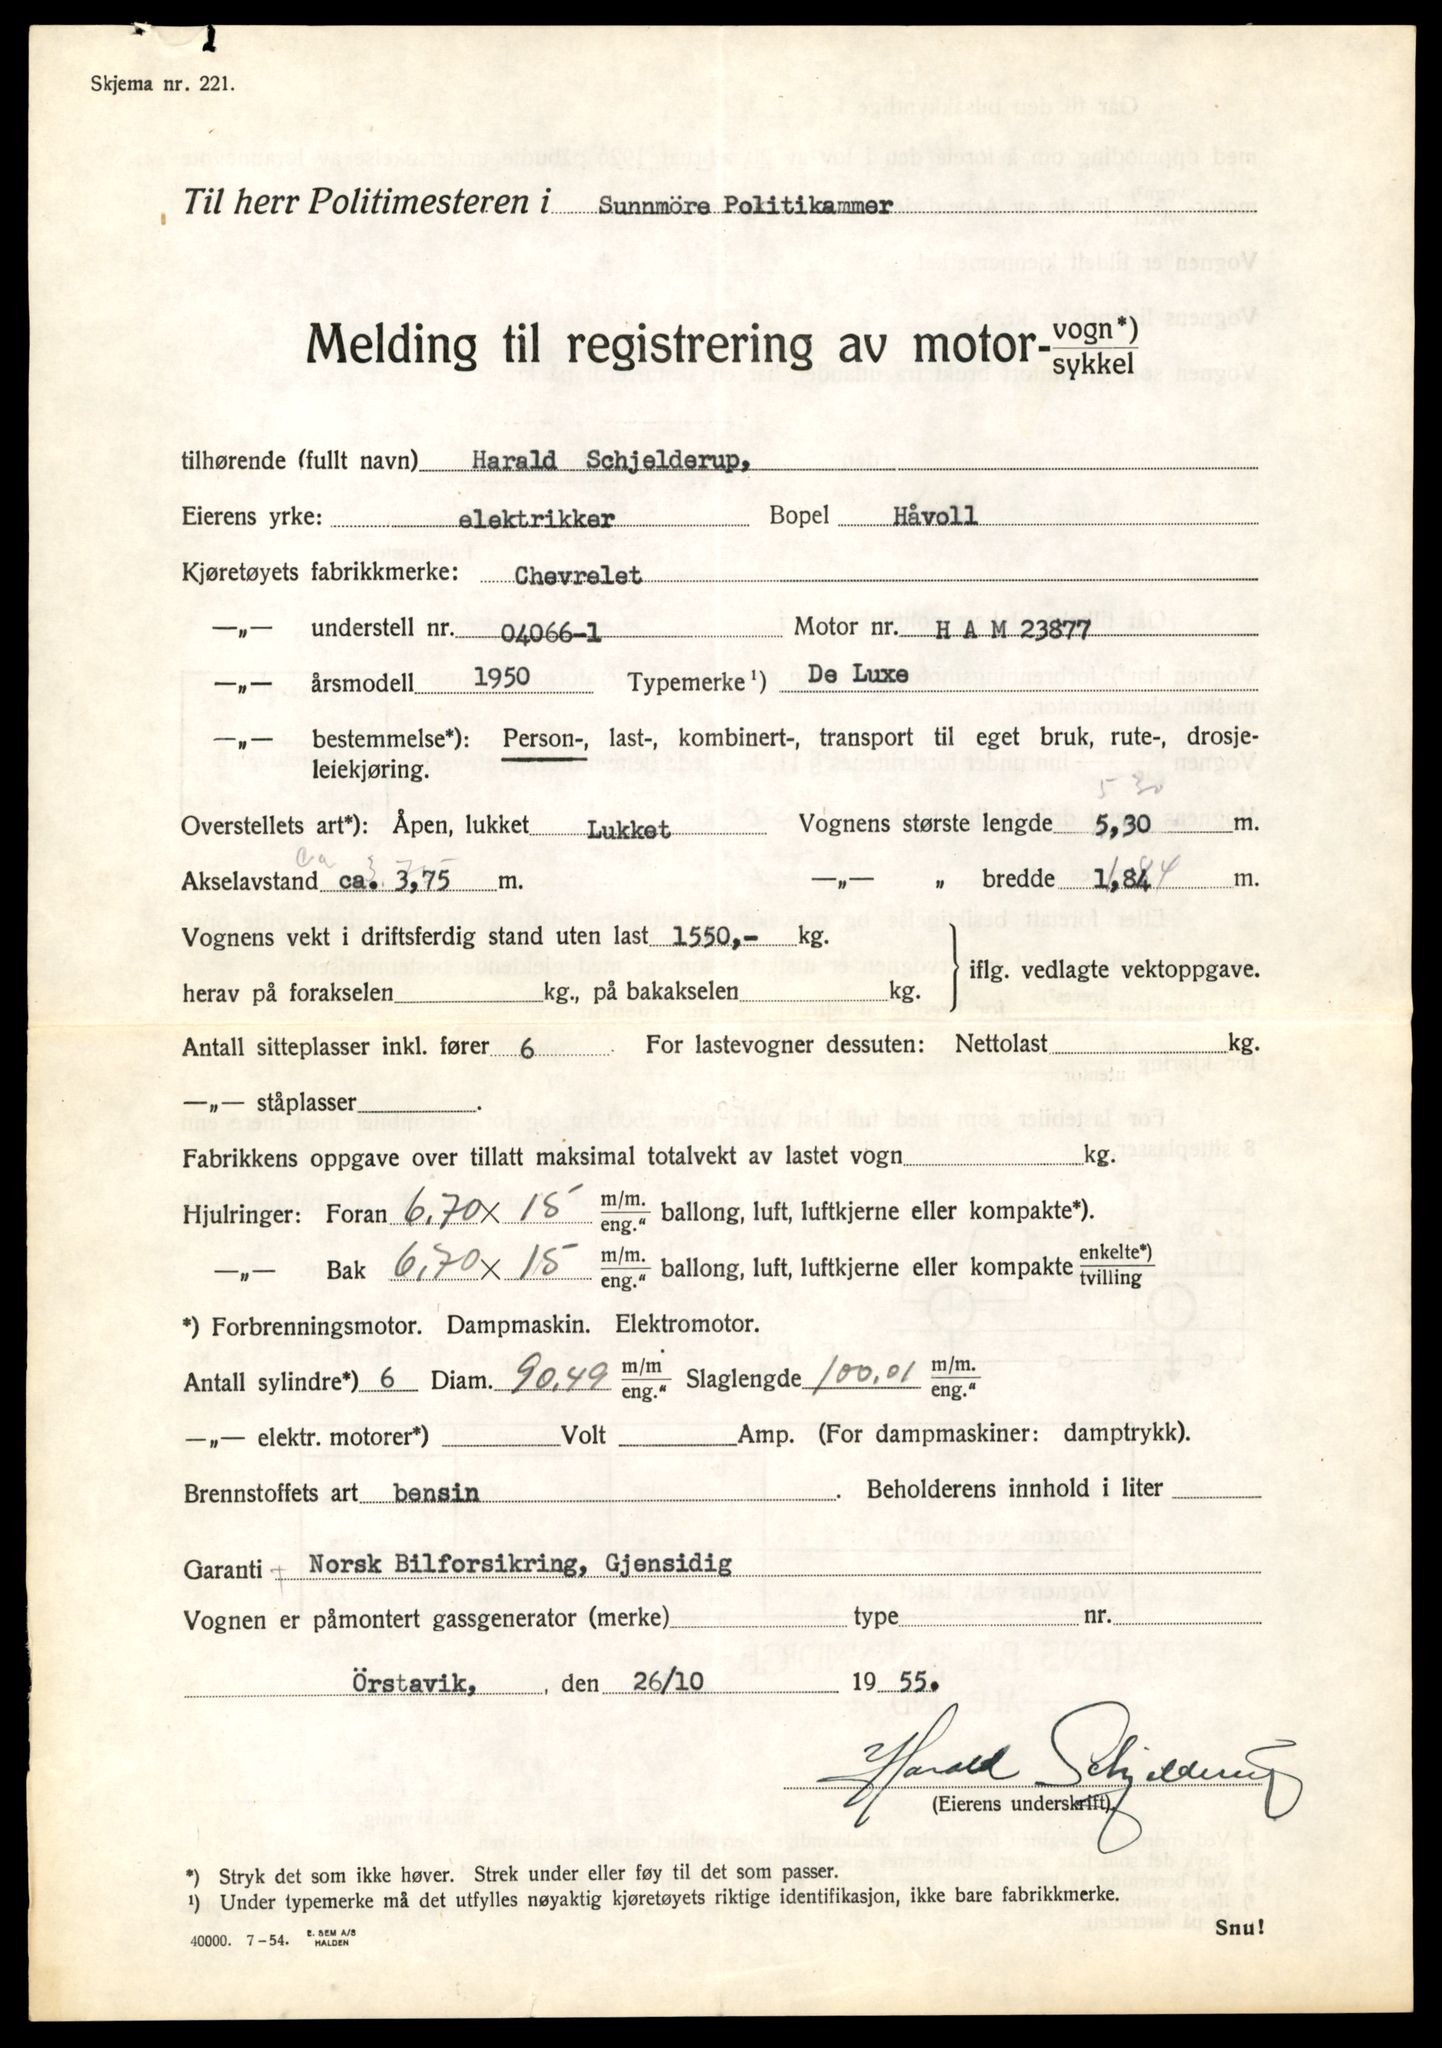 Skjema nr. 221.
Til herr Politimesteren i Sunnmöre Politikammer
Melding til registrering av motor-vogn*)/sykkel
tilhørende (fullt navn) Harald Schjelderup,
Eierens yrke: elektrikker Bopel Håvoll
Kjøretøyets fabrikkmerke: Chevrelet
—„— understell nr. 04066-1 Motor nr. H A M 23877
—„— årsmodell 1950 Typemerke¹) De Luxe
—„— bestemmelse*): Person-, last-, kombinert-, transport til eget bruk, rute-, drosje-
leiekjøring.
5 30
Overstellets art*): Åpen, lukket Lukket Vognens største lengde 5,30 m.
Akselavstand ca. 3,75 m. —„— „ bredde 1,84 m.
Vognens vekt i driftsferdig stand uten last 1550,- kg.
iflg. vedlagte vektoppgave.
herav på forakselen kg., på bakakselen kg.
Antall sitteplasser inkl. fører 6 For lastevogner dessuten: Nettolast kg.
—„— ståplasser .
Fabrikkens oppgave over tillatt maksimal totalvekt av lastet vogn kg.
Hjulringer: Foran 6,70 x 15 m/m./eng.“ ballong, luft, luftkjerne eller kompakte*).
—„— Bak 6,70 x 15 m/m./eng.“ ballong, luft, luftkjerne eller kompakte enkelte*)/tvilling
*) Forbrenningsmotor. Dampmaskin. Elektromotor.
Antall sylindre*) 6 Diam. 90,49 m/m/eng.“ Slaglengde 100,01 m/m./eng.“
—„— elektr. motorer*) Volt Amp. (For dampmaskiner: damptrykk).
Brennstoffets art bensin . Beholderens innhold i liter
Garanti Norsk Bilforsikring, Gjensidig
Vognen er påmontert gassgenerator (merke) type nr.
Örstavik, , den 26/10 19 55.
Harald Schjelderup
(Eierens underskrift).
*) Stryk det som ikke høver. Strek under eller føy til det som passer.
¹) Under typemerke må det utfylles nøyaktig kjøretøyets riktige identifikasjon, ikke bare fabrikkmerke.
40000. 7-54. E. SEM A/S HALDEN
Snu!